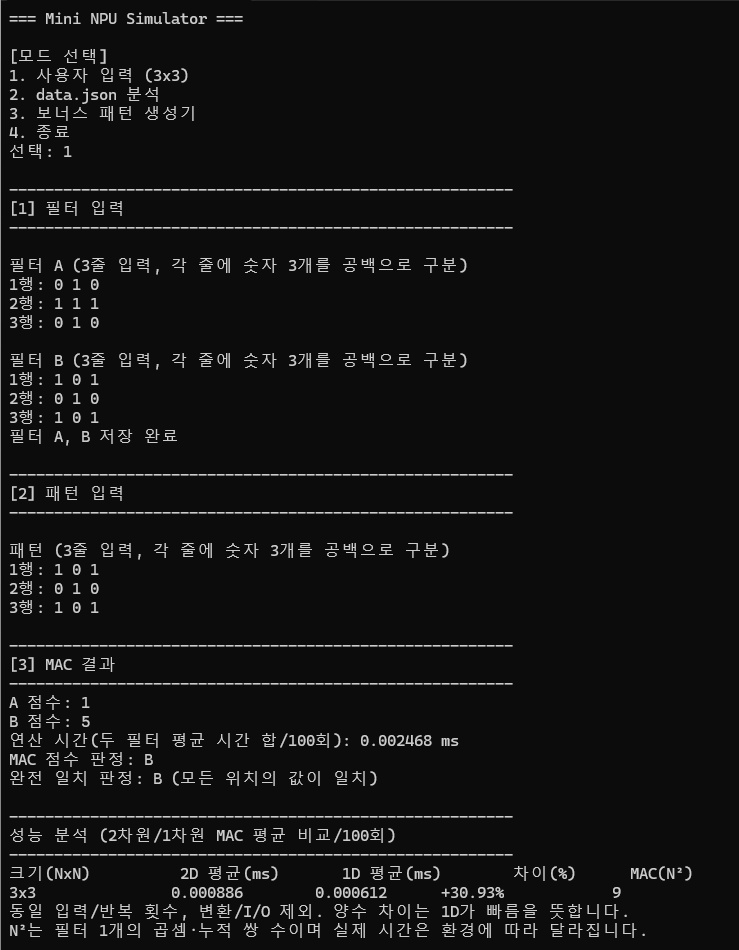 === Mini NPU Simulator ===
[모드 선택]
1. 사용자 입력 (3x3)
2. data.json 분석
3. 보너스 패턴 생성기
4. 종료
선택: 1
--------------------------------------------------------
[1] 필터 입력
--------------------------------------------------------
필터 A (3줄 입력, 각 줄에 숫자 3개를 공백으로 구분)
1행: 0 1 0
2행: 1 1 1
3행: 0 1 0
필터 B (3줄 입력, 각 줄에 숫자 3개를 공백으로 구분)
1행: 1 0 1
2행: 0 1 0
3행: 1 0 1
필터 A, B 저장 완료
--------------------------------------------------------
[2] 패턴 입력
--------------------------------------------------------
패턴 (3줄 입력, 각 줄에 숫자 3개를 공백으로 구분)
1행: 1 0 1
2행: 0 1 0
3행: 1 0 1
--------------------------------------------------------
[3] MAC 결과
--------------------------------------------------------
A 점수: 1
B 점수: 5
연산 시간(두 필터 평균 시간 합/100회): 0.002468 ms
MAC 점수 판정: B
완전 일치 판정: B (모든 위치의 값이 일치)
--------------------------------------------------------
성능 분석 (2차원/1차원 MAC 평균 비교/100회)
--------------------------------------------------------
크기(NxN) 2D 평균(ms) 1D 평균(ms) 차이(%) MAC(N²)
3x3 0.000886 0.000612 +30.93% 9
동일 입력/반복 횟수, 변환/I/O 제외. 양수 차이는 1D가 빠름을 뜻합니다.
N²는 필터 1개의 곱셈·누적 쌍 수이며 실제 시간은 환경에 따라 달라집니다.